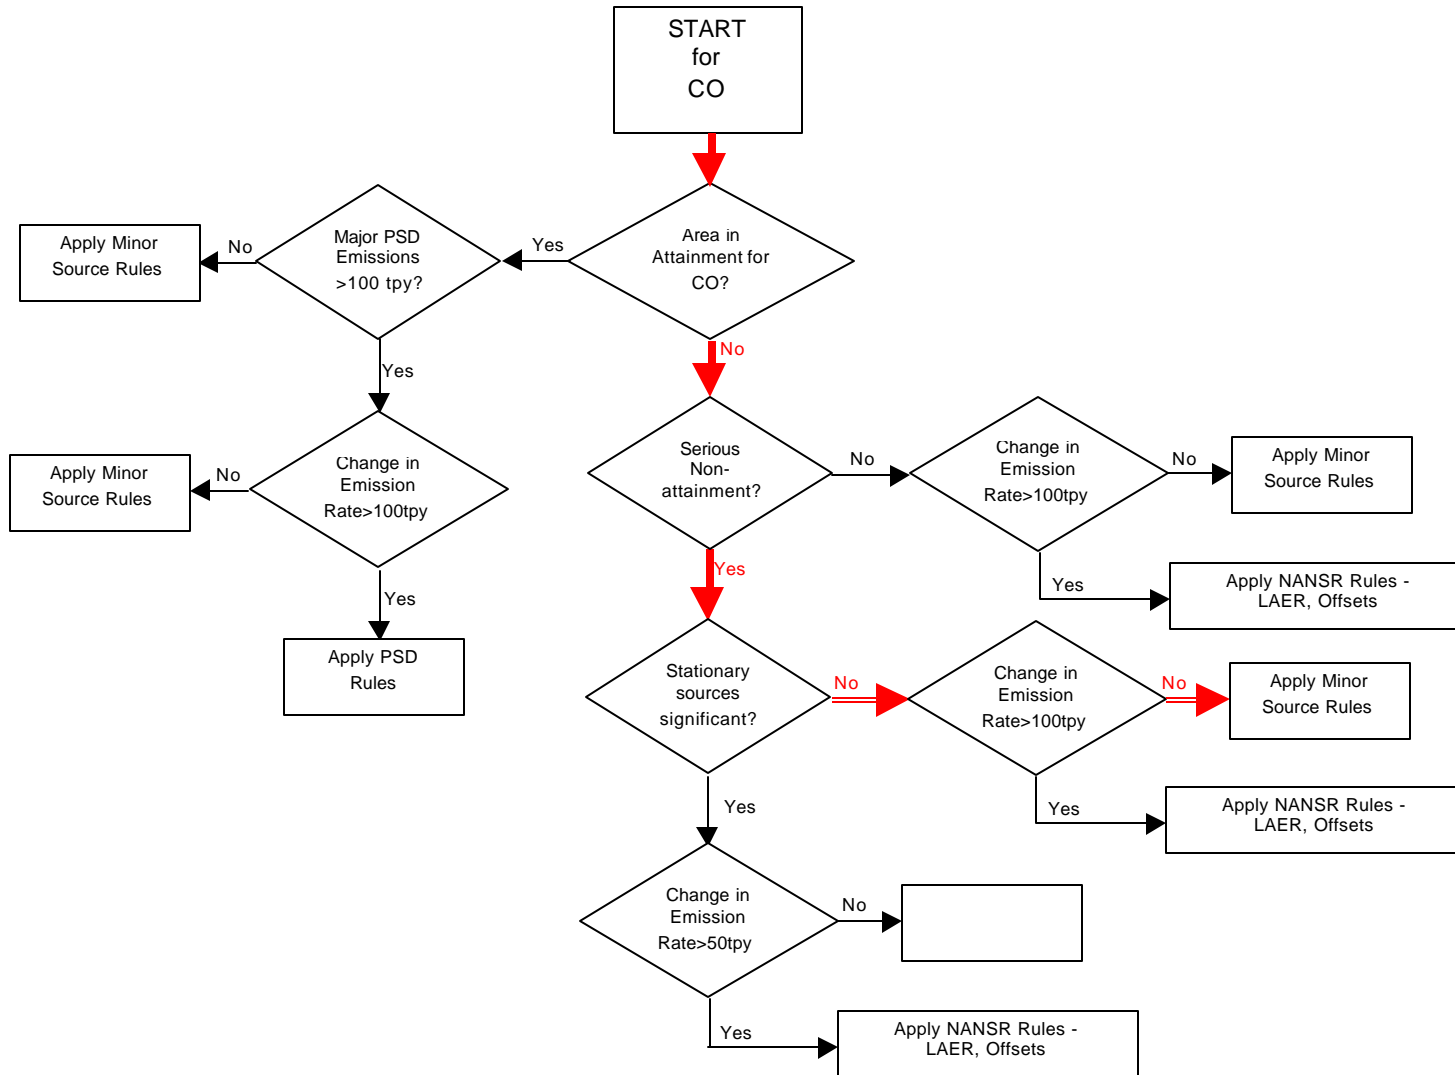 START
for
CO
Area in
Attainment for
CO?
Yes
Major PSD
Emissions
>100 tpy?
No
Apply Minor
Source Rules
Yes
Change in
Emission
Rate>100tpy
No
Apply Minor
Source Rules
Yes
Apply PSD
Rules
No
Serious
Non-
attainment?
No
Change in
Emission
Rate>100tpy
No
Apply Minor
Source Rules
Yes
Apply NANSR Rules -
LAER, Offsets
Yes
Stationary
sources
significant?
No
Change in
Emission
Rate>100tpy
No
Apply Minor
Source Rules
Yes
Apply NANSR Rules -
LAER, Offsets
Yes
Change in
Emission
Rate>50tpy
No
Yes
Apply NANSR Rules -
LAER, Offsets